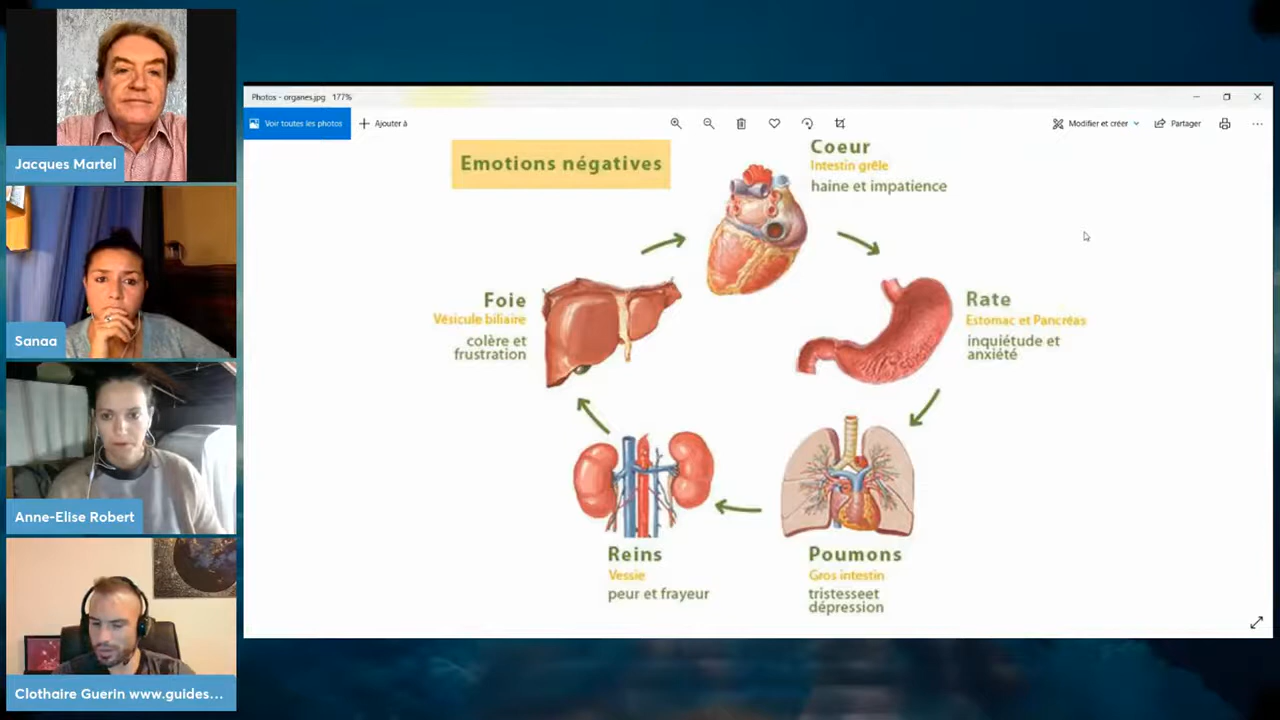 Jacques Martel
Sanaa
Anne-Elise Robert
Clothaire Guerin www.guides...
Photos - organes.jpg 177%
Voir toutes les photos
Ajouter à
Modifier et créer
Partager
Emotions négatives
Coeur
Intestin grêle
haine et impatience
Foie
Vésicule biliaire
colère et
frustration
Rate
Estomac et Pancréas
inquiétude et
anxiété
Reins
Vessie
peur et frayeur
Poumons
Gros intestin
tristesseet
dépression